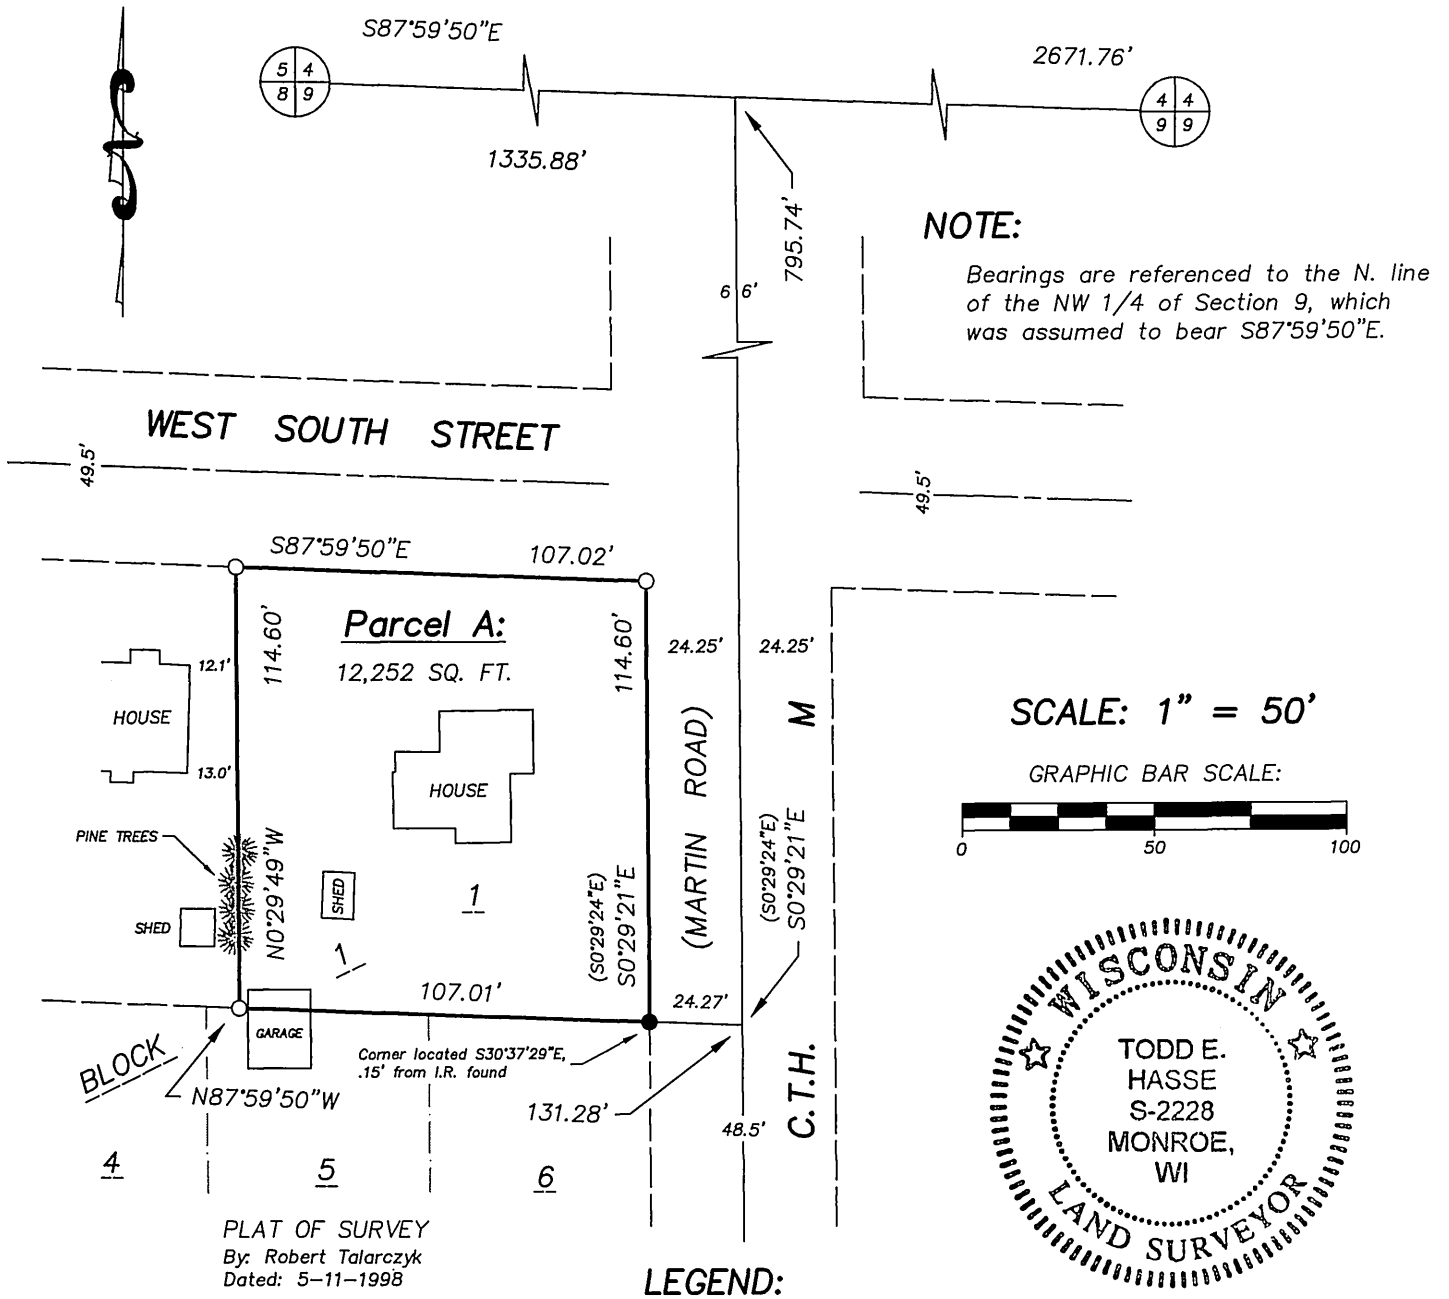 S87°59'50"E
2671.76'
5 4
8 9
4 4
9 9
1335.88'
795.74'
NOTE:
66'
Bearings are referenced to the N. line
of the NW 1/4 of Section 9, which
was assumed to bear S87°59'50"E.
WEST SOUTH STREET
49.5'
49.5'
S87°59'50"E
107.02'
Parcel A:
12,252 SQ. FT.
114.60'
114.60'
24.25'
24.25'
12.1'
HOUSE
13.0'
HOUSE
M
(MARTIN ROAD)
SCALE: 1" = 50'
GRAPHIC BAR SCALE:
0 50 100
PINE TREES
N0°29'49"W
SHED
SHED
1
1
(S0°29'24"E)
S0°29'21"E
(S0°29'24"E)
S0°29'21"E
107.01'
24.27'
GARAGE
BLOCK
Corner located S30°37'29"E,
.15' from I.R. found
N87°59'50"W
131.28'
48.5'
C.T.H.
4
5
6
WISCONSIN
TODD E.
HASSE
S-2228
MONROE,
WI
LAND SURVEYOR
PLAT OF SURVEY
By: Robert Talarczyk
Dated: 5-11-1998
LEGEND: